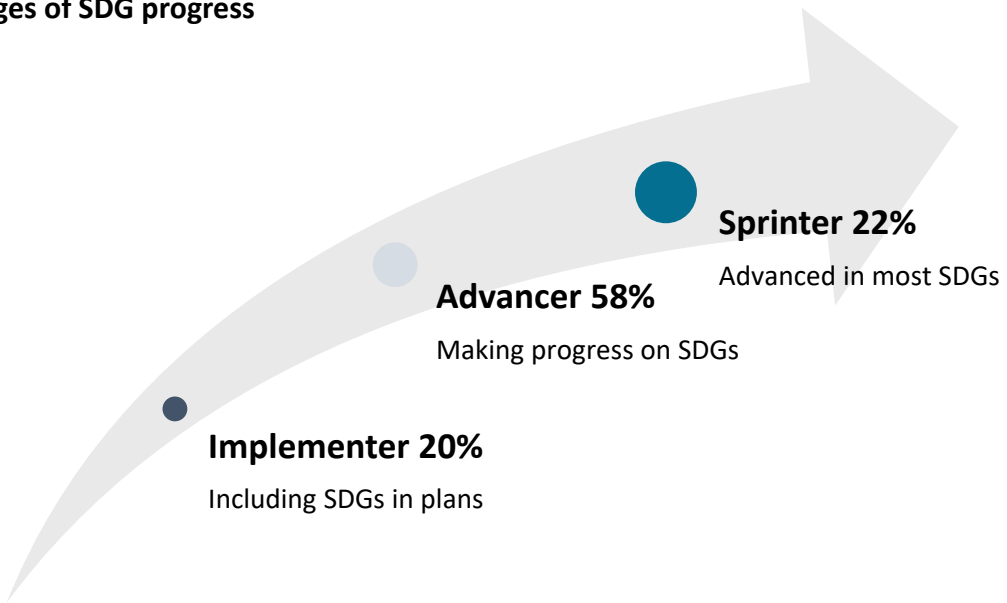 ges of SDG progress
Sprinter 22%
Advanced in most SDGs
Advancer 58%
Making progress on SDGs
Implementer 20%
Including SDGs in plans